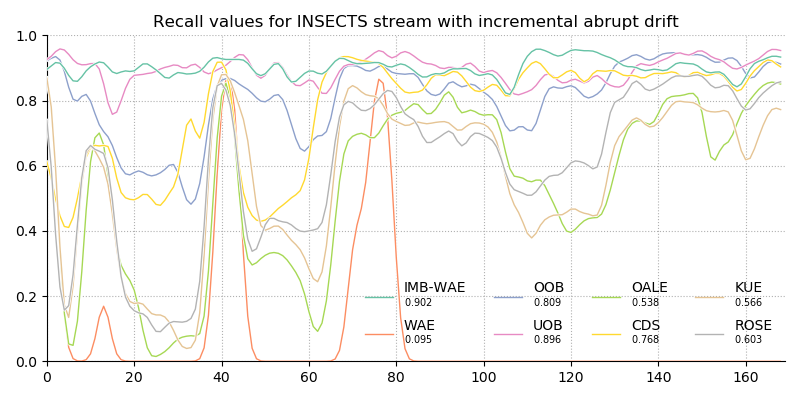 Recall values for INSECTS stream with incremental abrupt drift
1.0
0.8
0.6
0.4
0.2
0.0
IMB-WAE OOB OALE KUE
0.902 0.809 0.538 0.566
WAE UOB CDS ROSE
0.095 0.896 0.768 0.603
0 20 40 60 80 100 120 140 160